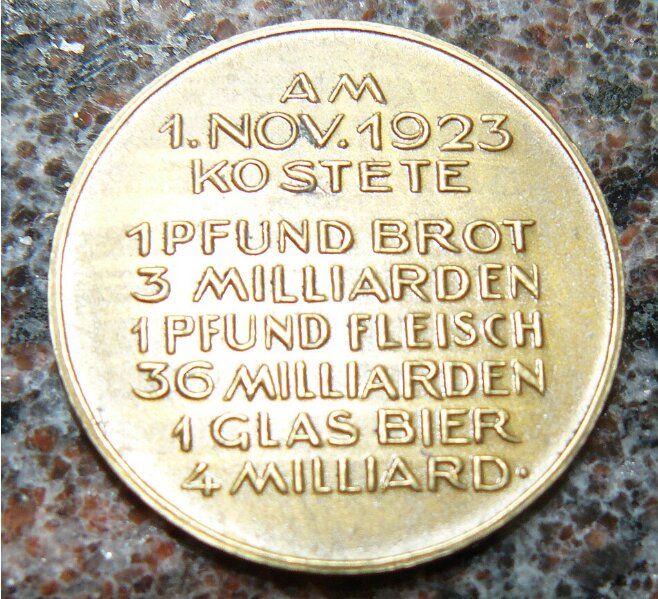 AM
1. NOV. 1923
KOSTETE
1 PFUND BROT
3 MILLIARDEN
1 PFUND FLEISCH
36 MILLIARDEN
1 GLAS BIER
4 MILLIARD.